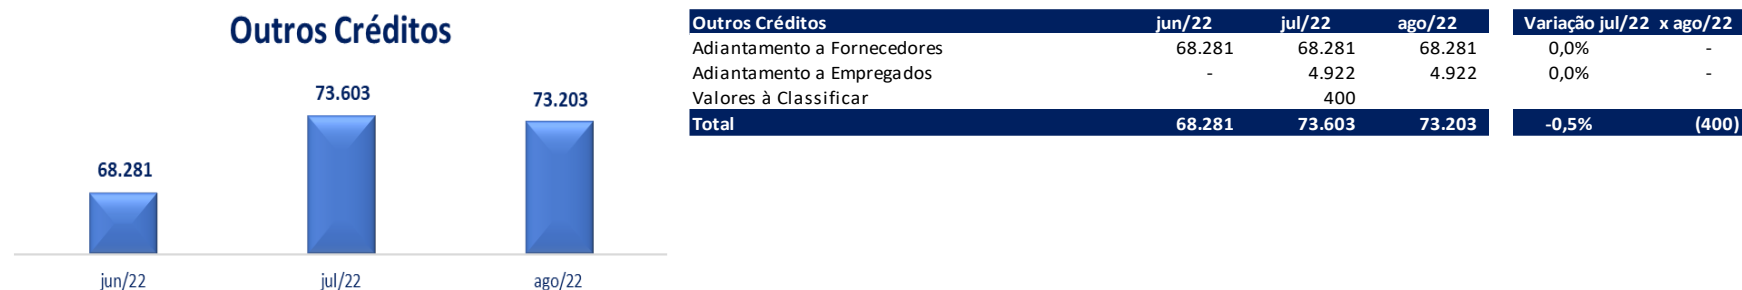 Outros Créditos
73.603
73.203
68.281
jun/22 jul/22 ago/22
Outros Créditos jun/22 jul/22 ago/22 Variação jul/22 x ago/22
Adiantamento a Fornecedores 68.281 68.281 68.281 0,0% -
Adiantamento a Empregados - 4.922 4.922 0,0% -
Valores à Classificar 400
Total 68.281 73.603 73.203 -0,5% (400)